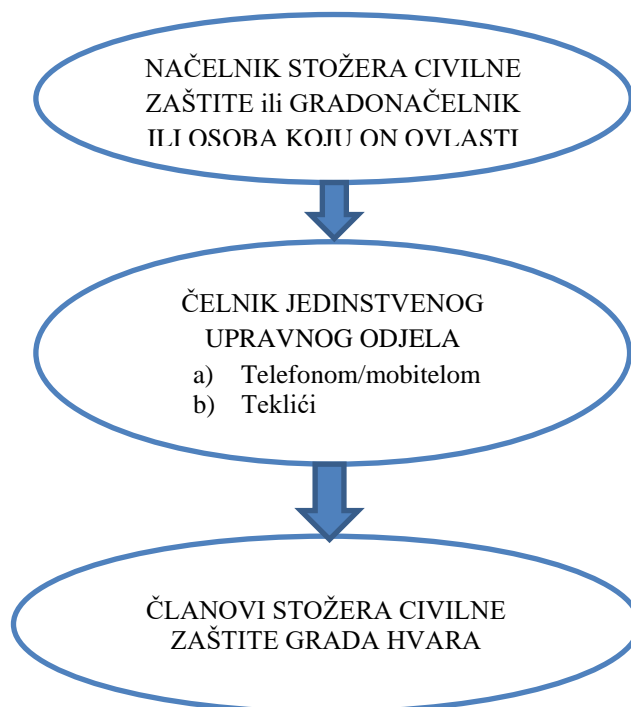 NAČELNIK STOŽERA CIVILNE
ZAŠTITE ili GRADONAČELNIK
ILI OSOBA KOJU ON OVLASTI
ČELNIK JEDINSTVENOG
UPRAVNOG ODJELA
a) Telefonom/mobitelom
b) Teklići
ČLANOVI STOŽERA CIVILNE
ZAŠTITE GRADA HVARA